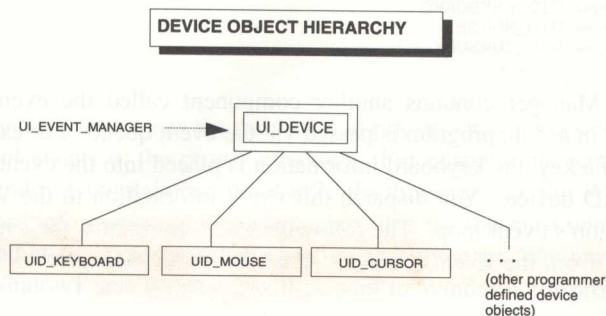 DEVICE OBJECT HIERARCHY
UI_EVENT_MANAGER
UI_DEVICE
UID_KEYBOARD
UID_MOUSE
UID_CURSOR
. . .
(other programmer
defined device
objects)